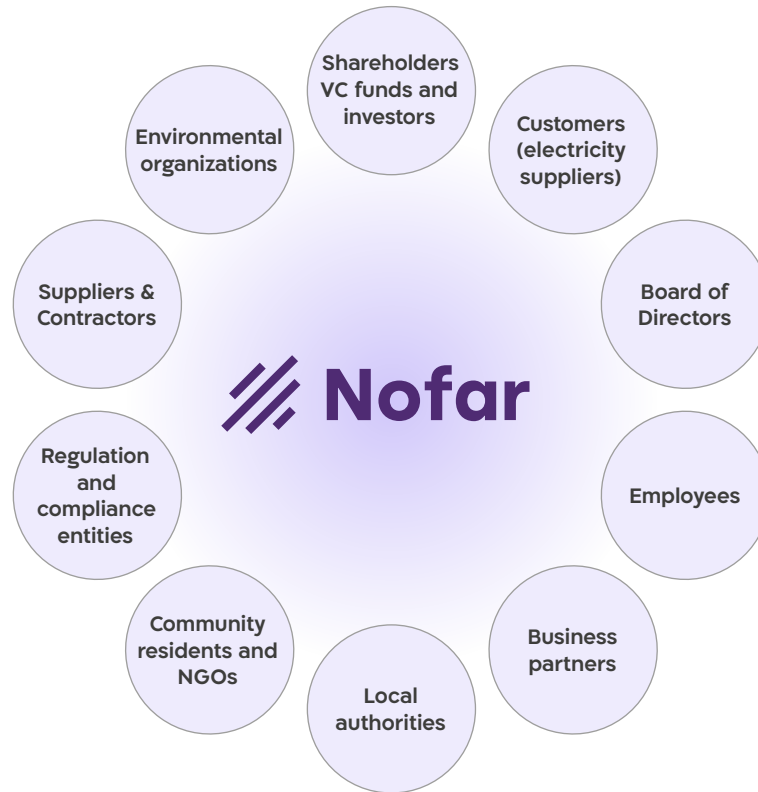 Shareholders
VC funds and
investors
Customers
(electricity
suppliers)
Board of
Directors
Employees
Business
partners
Local
authorities
Community
residents and
NGOs
Regulation
and
compliance
entities
Suppliers &
Contractors
Environmental
organizations
Nofar